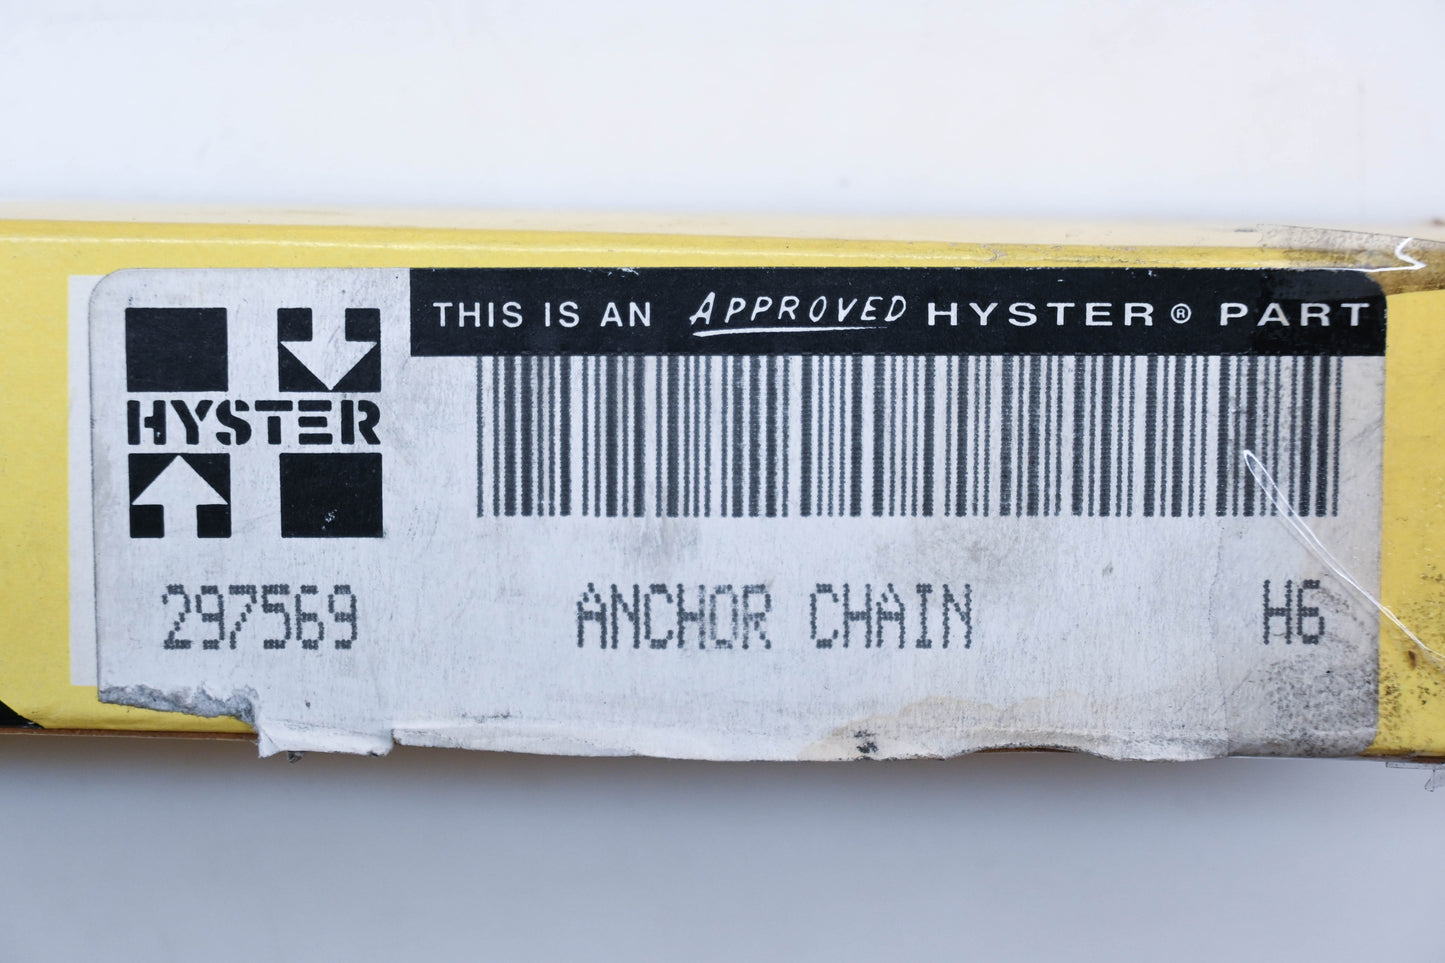 THIS IS AN APPROVED HYSTER® PART
HYSTER
297569 ANCHOR CHAIN H6